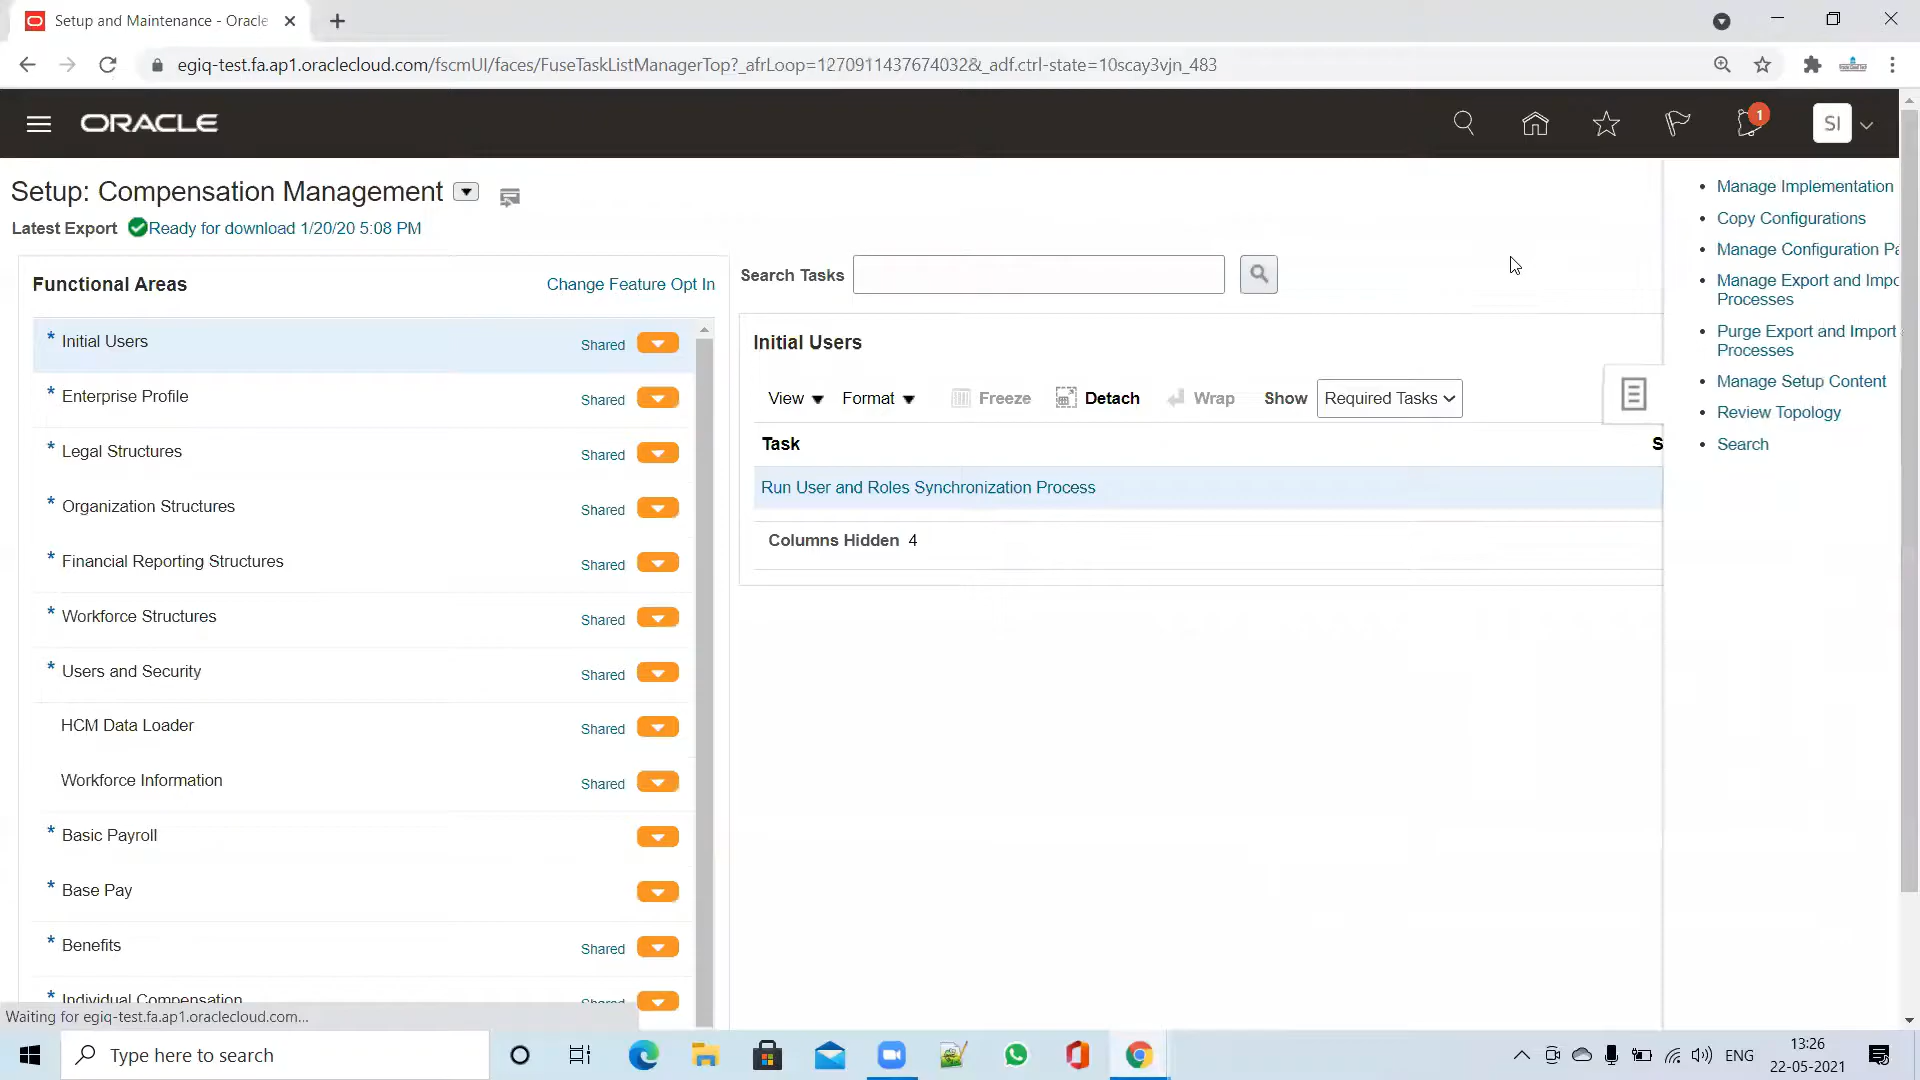 Setup and Maintenance - Oracle
egiq-test.fa.ap1.oraclecloud.com/fscmUI/faces/FuseTaskListManagerTop?_afrLoop=1270911437674032&_adf.ctrl-state=10scay3vjn_483
ORACLE
1
SI
Setup: Compensation Management
Latest Export Ready for download 1/20/20 5:08 PM
Functional Areas
Change Feature Opt In
* Initial Users Shared
* Enterprise Profile Shared
* Legal Structures Shared
* Organization Structures Shared
* Financial Reporting Structures Shared
* Workforce Structures Shared
* Users and Security Shared
HCM Data Loader Shared
Workforce Information Shared
* Basic Payroll
* Base Pay
* Benefits Shared
* Individual Compensation Shared
Search Tasks
Initial Users
View Format Freeze Detach Wrap Show Required Tasks
Task S
Run User and Roles Synchronization Process
Columns Hidden 4
• Manage Implementation
• Copy Configurations
• Manage Configuration Pa
• Manage Export and Impo
Processes
• Purge Export and Import
Processes
• Manage Setup Content
• Review Topology
• Search
Waiting for egiq-test.fa.ap1.oraclecloud.com...
Type here to search
ENG
13:26
22-05-2021